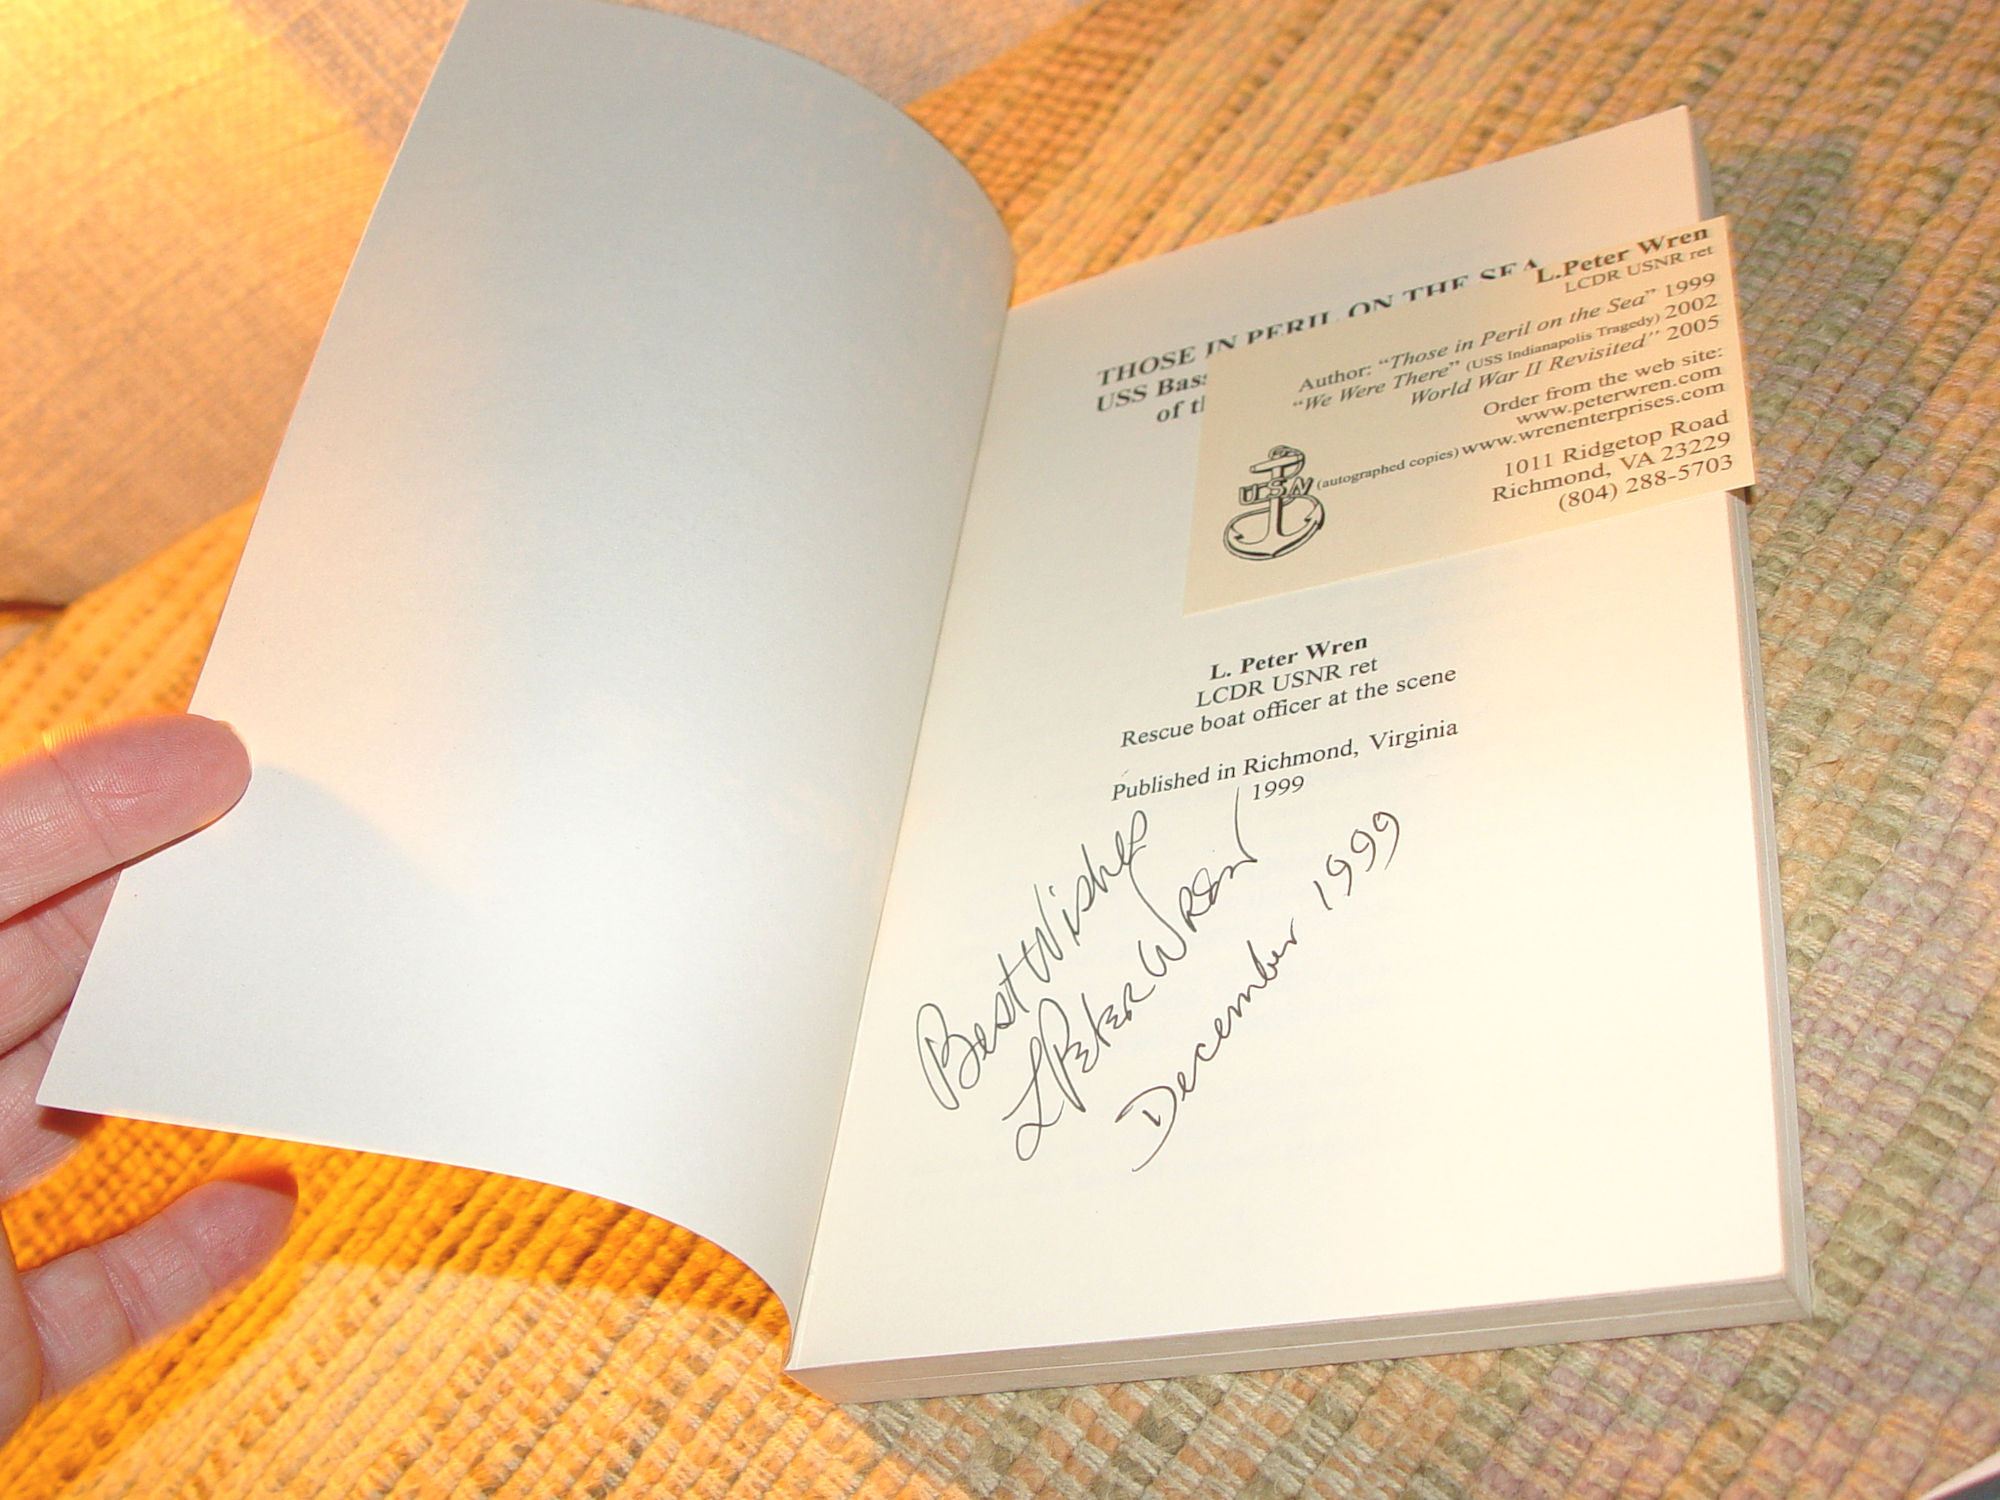 THOSE IN PERIL ON THE SEA
USS
of
L.Peter Wren
LCDR USNR ret
Author: "Those in Peril on the Sea" 1999
"We Were There" (USS Indianapolis Tragedy) 2002
World War II Revisited" 2005
Order from the web site:
www.peterwren.com
(autographed copies) www.wrenenterprises.com
1011 Ridgetop Road
Richmond, VA 23229
(804) 288-5703
USN
L. Peter Wren
LCDR USNR ret
Rescue boat officer at the scene
Published in Richmond, Virginia
1999
Best Wishes
L Peter Wren
December 1999